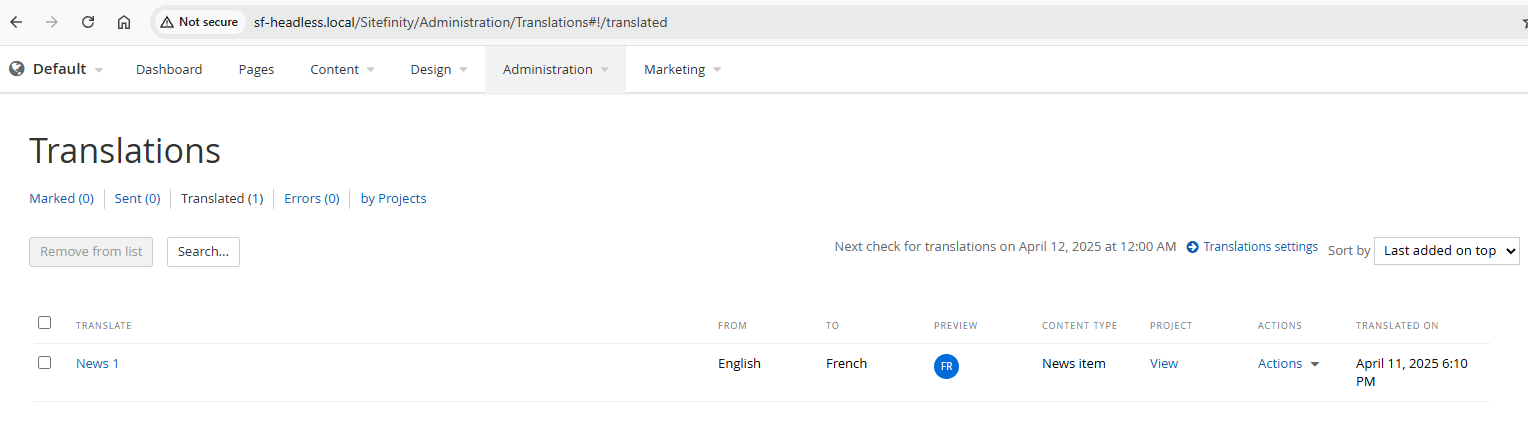 Not secure sf-headless.local/Sitefinity/Administration/Translations#!/translated
Default Dashboard Pages Content Design Administration Marketing
Translations
Marked (0) Sent (0) Translated (1) Errors (0) by Projects
Remove from list Search... Next check for translations on April 12, 2025 at 12:00 AM Translations settings Sort by Last added on top
TRANSLATE FROM TO PREVIEW CONTENT TYPE PROJECT ACTIONS TRANSLATED ON
News 1 English French FR News item View Actions April 11, 2025 6:10
PM